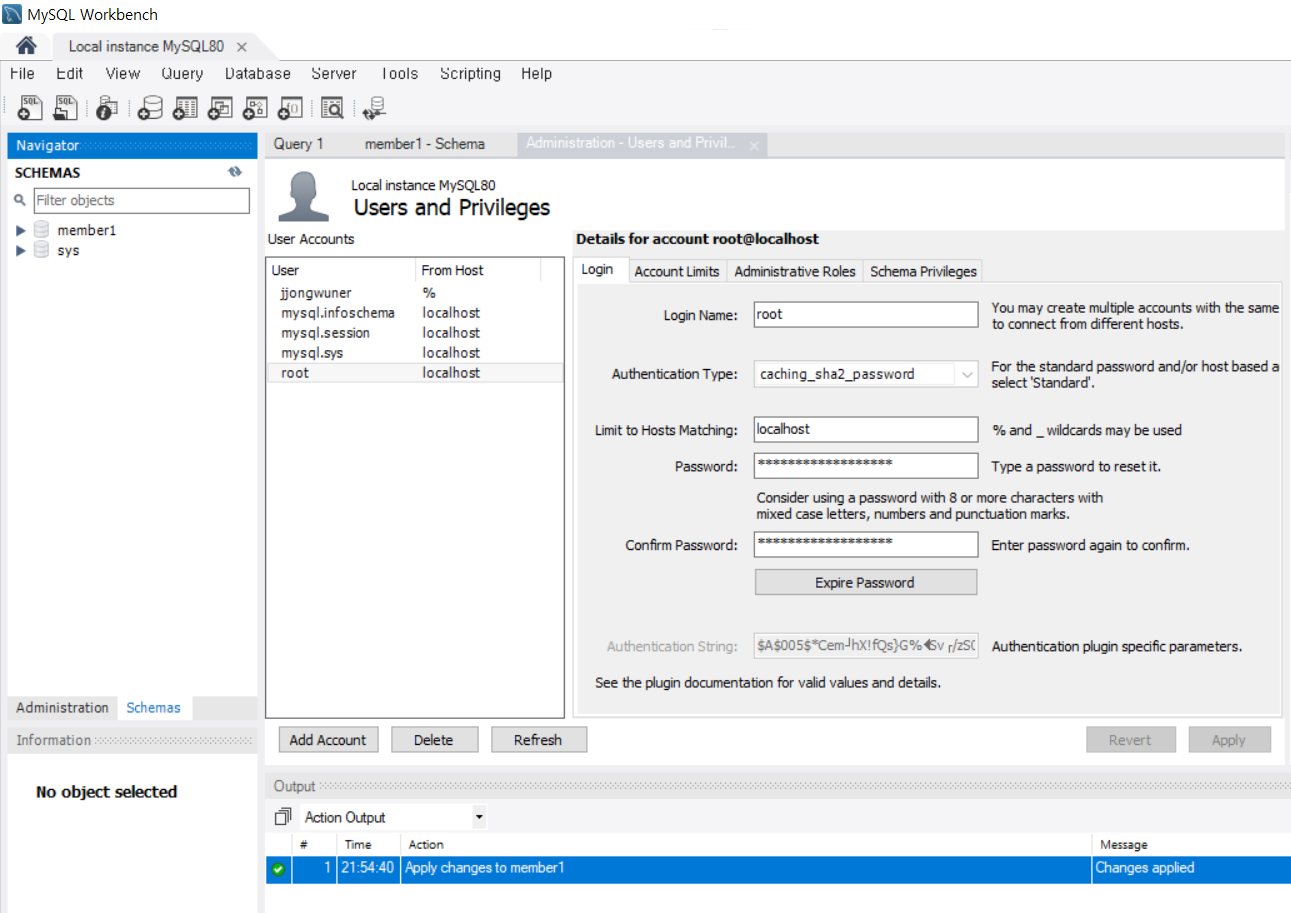 MySQL Workbench
Local instance MySQL80
File Edit View Query Database Server Tools Scripting Help
Navigator
SCHEMAS
Filter objects
member1
sys
Query 1 member1 - Schema Administration - Users and Privil...
Local instance MySQL80
Users and Privileges
User Accounts
User From Host
jjongwuner %
mysql.infoschema localhost
mysql.session localhost
mysql.sys localhost
root localhost
Details for account root@localhost
Login Account Limits Administrative Roles Schema Privileges
Login Name: root
You may create multiple accounts with the same
to connect from different hosts.
Authentication Type: caching_sha2_password
For the standard password and/or host based a
select 'Standard'.
Limit to Hosts Matching: localhost % and _ wildcards may be used
Password: ****************** Type a password to reset it.
Consider using a password with 8 or more characters with
mixed case letters, numbers and punctuation marks.
Confirm Password: ****************** Enter password again to confirm.
Expire Password
Authentication String: Authentication plugin specific parameters.
See the plugin documentation for valid values and details.
Add Account Delete Refresh Revert Apply
Administration Schemas
Information
No object selected
Output
Action Output
# Time Action Message
1 21:54:40 Apply changes to member1 Changes applied